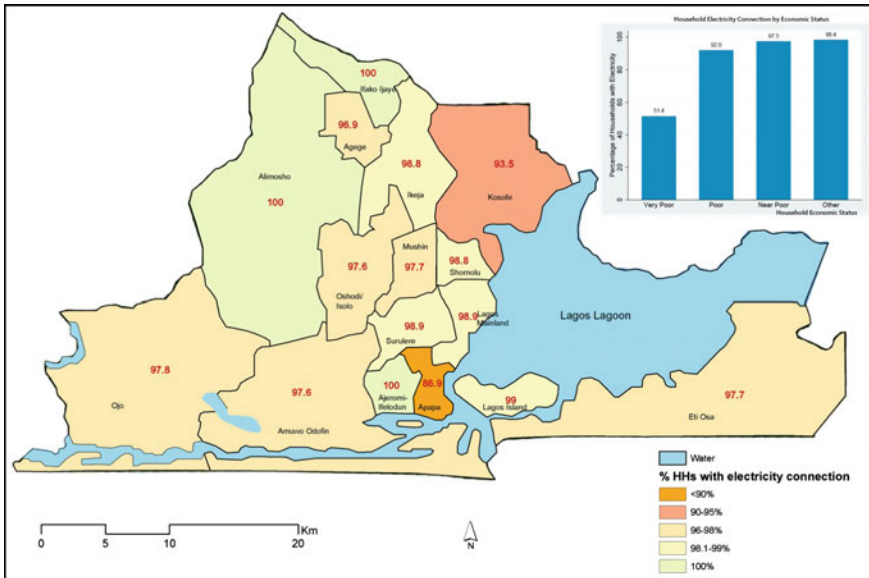 Household Electricity Connection by Economic Status
Percentage of Households with Electricity
100
80
60
40
20
0
51.4
92.0
97.5
98.4
Very Poor
Poor
Near Poor
Other
Household Economic Status
100
Ifako Ijaye
96.9
Agege
98.8
Ikeja
93.5
Kosofe
Alimosho
100
Mushin
97.7
97.6
Oshodi/
Isolo
98.8
Shomolu
98.9
Lagos
Mainland
Lagos Lagoon
98.9
Surulere
97.8
Ojo
97.6
Amuwo Odofin
100
Ajeromi-
Ifelodun
86.9
Apapa
99
Lagos Island
97.7
Eti Osa
Water
% HHs with electricity connection
<90%
90-95%
96-98%
98.1-99%
100%
Km
0 5 10 20
N